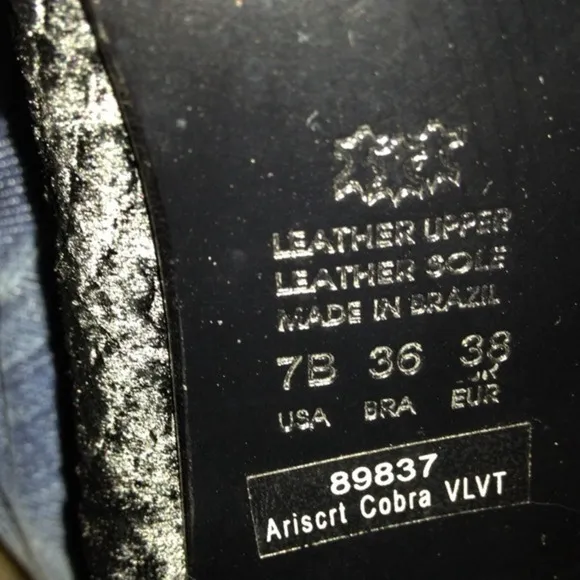 LEATHER UPPER
LEATHER SOLE
MADE IN BRAZIL
7B 36 38
USA BRA EUR
89837
Ariscrt Cobra VLVT